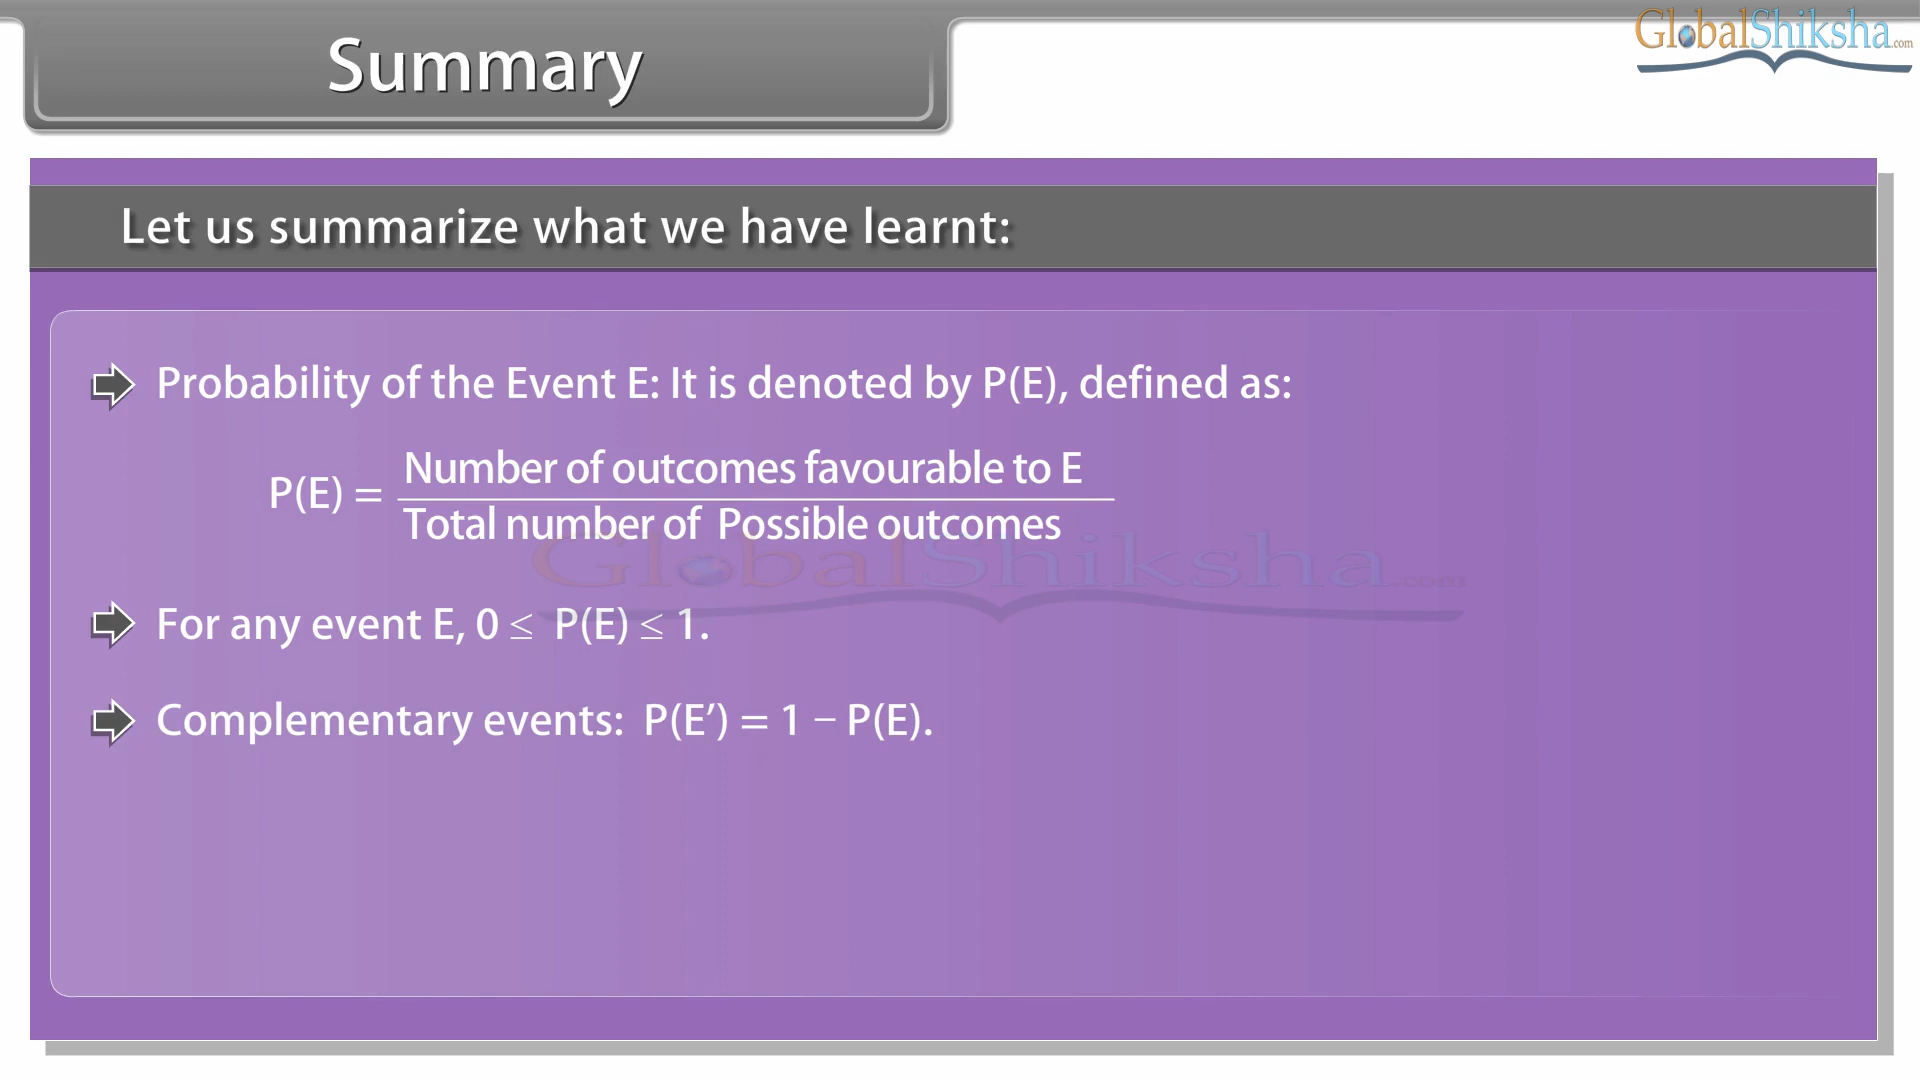 Summary
GlobalShiksha.com
Let us summarize what we have learnt:
Probability of the Event E: It is denoted by P(E), defined as:
P(E) = Number of outcomes favourable to E
Total number of Possible outcomes
GlobalShiksha.com
For any event E, 0 ≤ P(E) ≤ 1.
Complementary events: P(E’) = 1 – P(E).